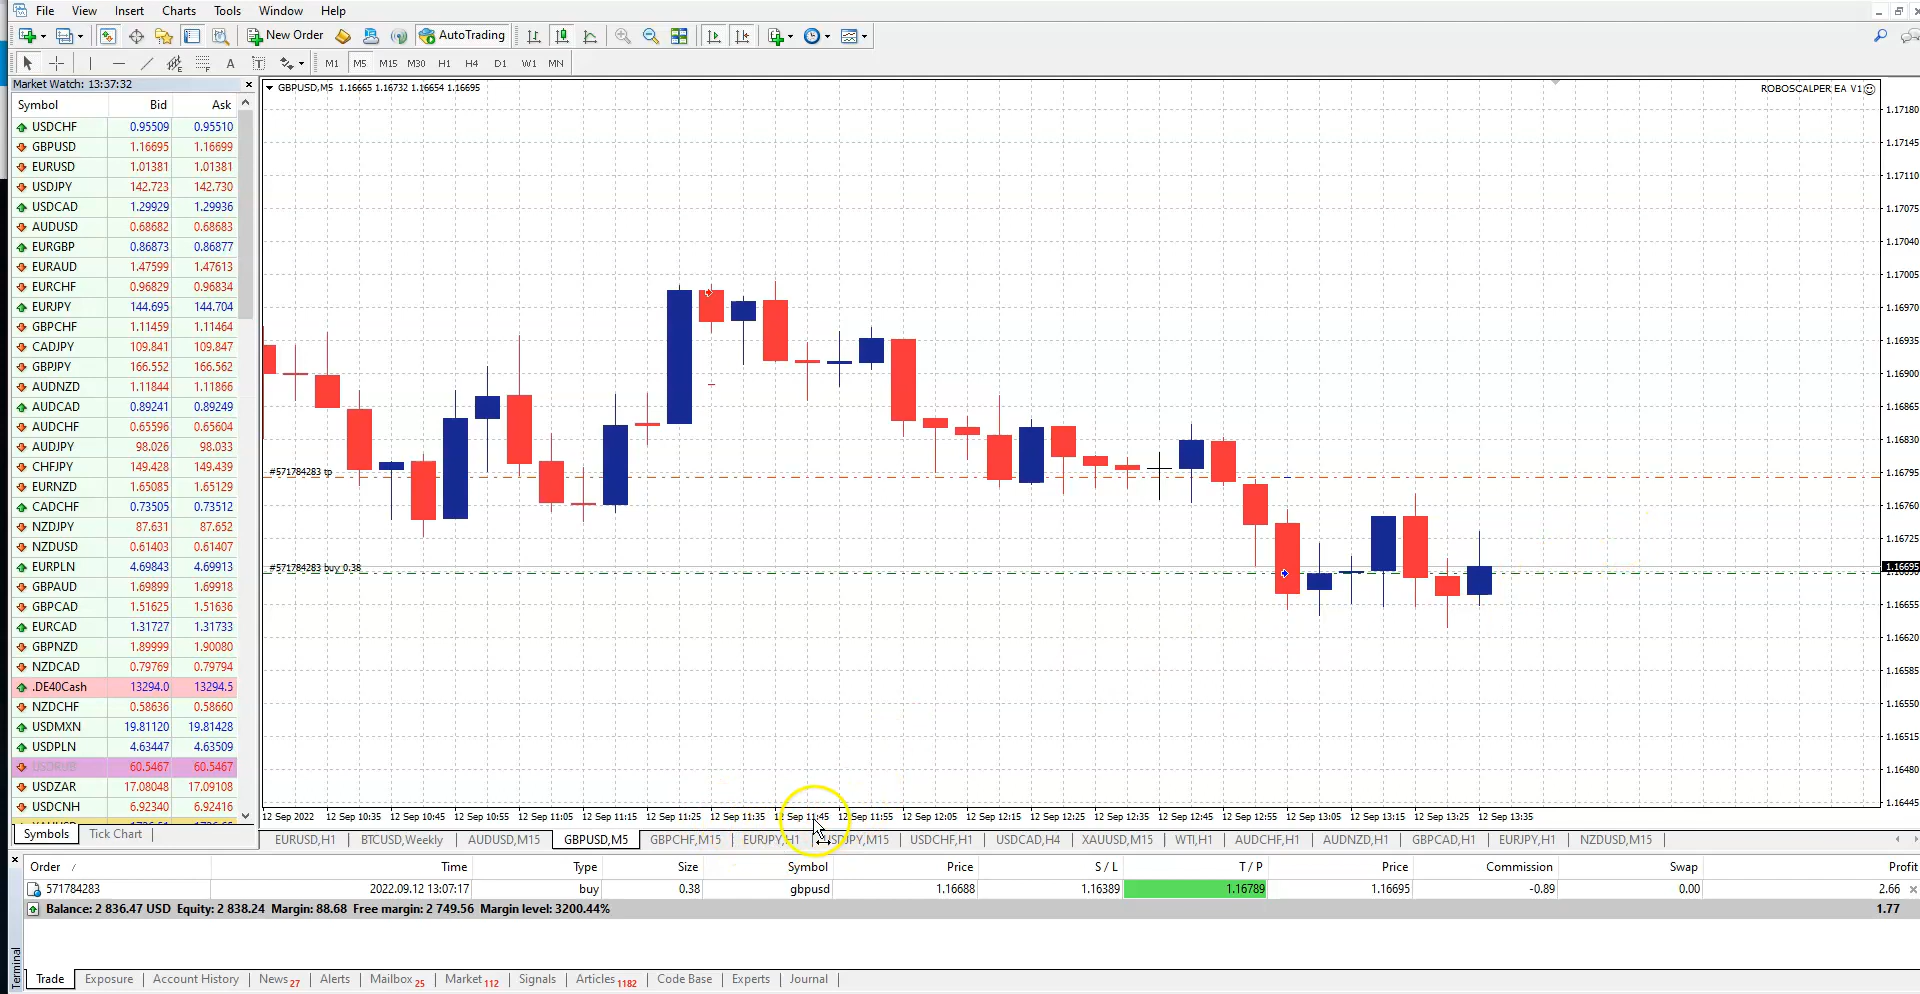 File View Insert Charts Tools Window Help
New Order AutoTrading
A T M1 M5 M15 M30 H1 H4 D1 W1 MN
Market Watch: 13:37:32
Symbol Bid Ask
USDCHF 0.95509 0.95510
GBPUSD 1.16695 1.16699
EURUSD 1.01381 1.01381
USDJPY 142.723 142.730
USDCAD 1.29929 1.29936
AUDUSD 0.68682 0.68683
EURGBP 0.86873 0.86877
EURAUD 1.47599 1.47613
EURCHF 0.96829 0.96834
EURJPY 144.695 144.704
GBPCHF 1.11459 1.11464
CADJPY 109.841 109.847
GBPJPY 166.552 166.562
AUDNZD 1.11844 1.11866
AUDCAD 0.89241 0.89249
AUDCHF 0.65596 0.65604
AUDJPY 98.026 98.033
CHFJPY 149.428 149.439
EURNZD 1.65085 1.65129
CADCHF 0.73505 0.73512
NZDJPY 87.631 87.652
NZDUSD 0.61403 0.61407
EURPLN 4.69843 4.69913
GBPAUD 1.69899 1.69918
GBPCAD 1.51625 1.51636
EURCAD 1.31727 1.31733
GBPNZD 1.89999 1.90080
NZDCAD 0.79769 0.79794
.DE40Cash 13294.0 13294.5
NZDCHF 0.58636 0.58660
USDMXN 19.81120 19.81428
USDPLN 4.63447 4.63509
USDRUB 60.5467 60.5467
USDZAR 17.08048 17.09108
USDCNH 6.92340 6.92416
Symbols Tick Chart
GBPUSD,M5 1.16665 1.16732 1.16654 1.16695
ROBOSCALPER EA V1
1.17180
1.17145
1.17110
1.17075
1.17040
1.17005
1.16970
1.16935
1.16900
1.16865
1.16830
1.16795
1.16760
1.16725
1.16695
1.16655
1.16620
1.16585
1.16550
1.16515
1.16480
1.16445
#571784283 tp
#571784283 buy 0.38
12 Sep 2022 12 Sep 10:35 12 Sep 10:45 12 Sep 10:55 12 Sep 11:05 12 Sep 11:15 12 Sep 11:25 12 Sep 11:35 12 Sep 11:45 12 Sep 11:55 12 Sep 12:05 12 Sep 12:15 12 Sep 12:25 12 Sep 12:35 12 Sep 12:45 12 Sep 12:55 12 Sep 13:05 12 Sep 13:15 12 Sep 13:25 12 Sep 13:35
EURUSD,H1 BTCUSD,Weekly AUDUSD,M15 GBPUSD,M5 GBPCHF,M15 EURJPY,H1 USDJPY,M15 USDCHF,H1 USDCAD,H4 XAUUSD,M15 WTI,H1 AUDCHF,H1 AUDNZD,H1 GBPCAD,H1 EURJPY,H1 NZDUSD,M15
Order / Time Type Size Symbol Price S / L T / P Price Commission Swap Profit
571784283 2022.09.12 13:07:17 buy 0.38 gbpusd 1.16688 1.16389 1.16789 1.16695 -0.89 0.00 2.66
Balance: 2 836.47 USD Equity: 2 838.24 Margin: 88.68 Free margin: 2 749.56 Margin level: 3200.44% 1.77
Terminal
Trade Exposure Account History News 27 Alerts Mailbox 25 Market 112 Signals Articles 1182 Code Base Experts Journal